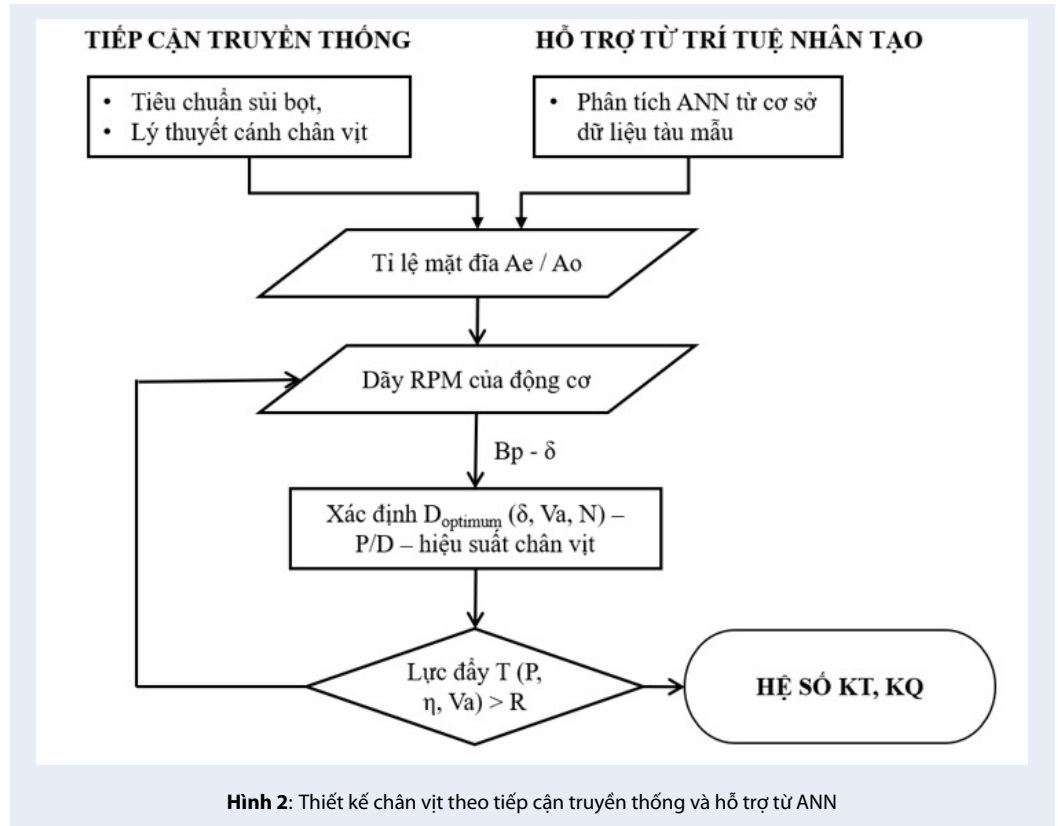 TIẾP CẬN TRUYỀN THỐNG
HỖ TRỢ TỪ TRÍ TUỆ NHÂN TẠO
• Tiêu chuẩn sủi bọt,
• Lý thuyết cánh chân vịt
• Phân tích ANN từ cơ sở
dữ liệu tàu mẫu
Tỉ lệ mặt đĩa Ae / Ao
Dãy RPM của động cơ
Bp - δ
Xác định Doptimum (δ, Va, N) –
P/D – hiệu suất chân vịt
Lực đẩy T (P,
η, Va) > R
HỆ SỐ KT, KQ
Hình 2: Thiết kế chân vịt theo tiếp cận truyền thống và hỗ trợ từ ANN